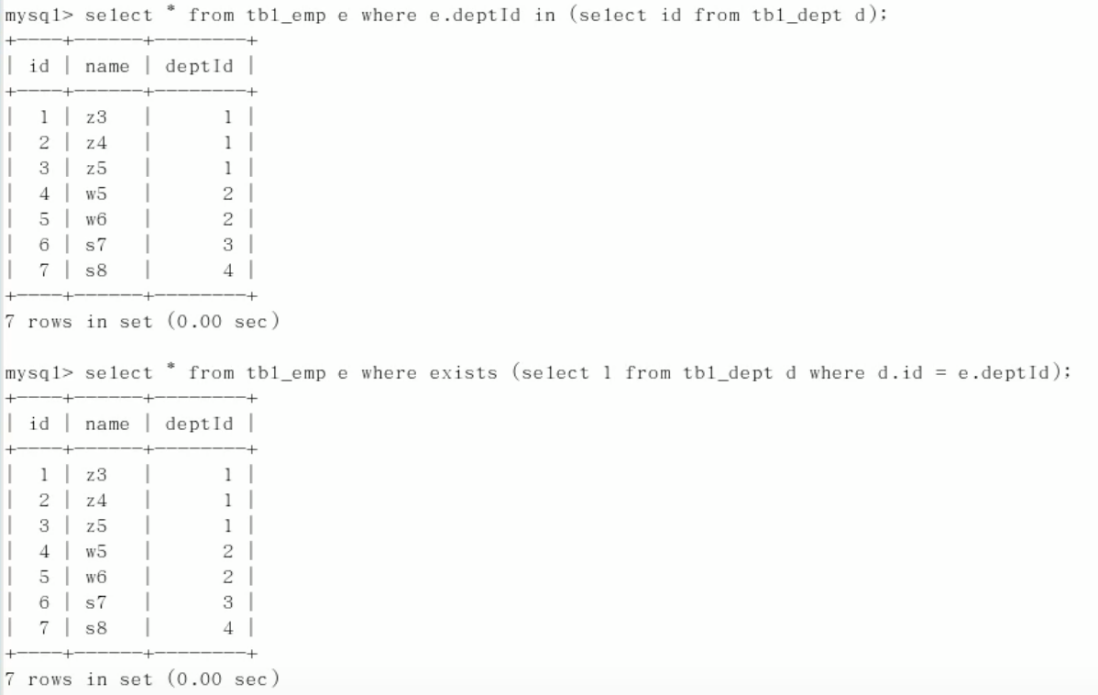 mysql> select * from tbl_emp e where e.deptId in (select id from tbl_dept d);
+----+------+--------+
| id | name | deptId |
+----+------+--------+
| 1 | z3 | 1 |
| 2 | z4 | 1 |
| 3 | z5 | 1 |
| 4 | w5 | 2 |
| 5 | w6 | 2 |
| 6 | s7 | 3 |
| 7 | s8 | 4 |
+----+------+--------+
7 rows in set (0.00 sec)
mysql> select * from tbl_emp e where exists (select 1 from tbl_dept d where d.id = e.deptId);
+----+------+--------+
| id | name | deptId |
+----+------+--------+
| 1 | z3 | 1 |
| 2 | z4 | 1 |
| 3 | z5 | 1 |
| 4 | w5 | 2 |
| 5 | w6 | 2 |
| 6 | s7 | 3 |
| 7 | s8 | 4 |
+----+------+--------+
7 rows in set (0.00 sec)